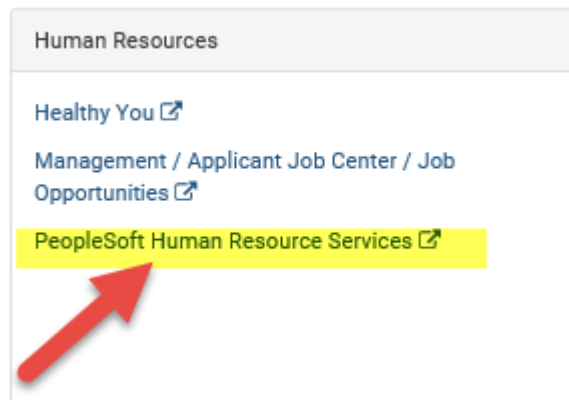 Human Resources
Healthy You
Management / Applicant Job Center / Job
Opportunities
PeopleSoft Human Resource Services